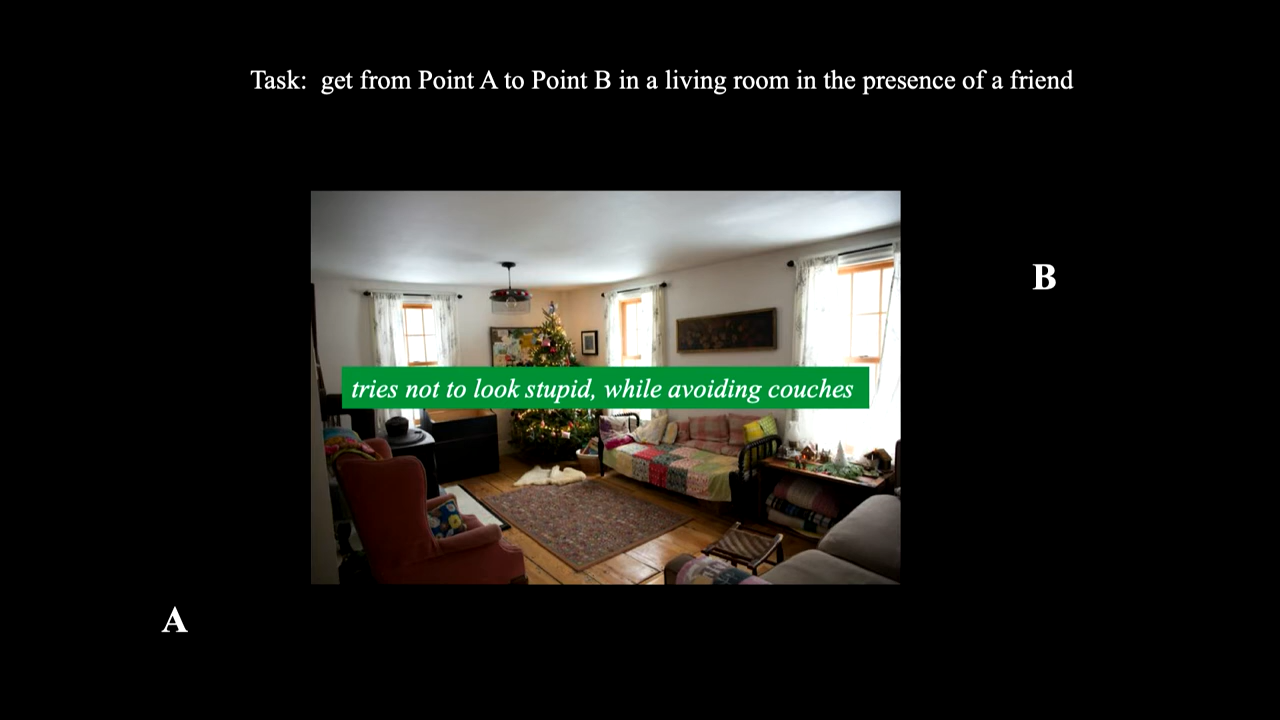 Task:  get from Point A to Point B in a living room in the presence of a friend
B
tries not to look stupid, while avoiding couches
A